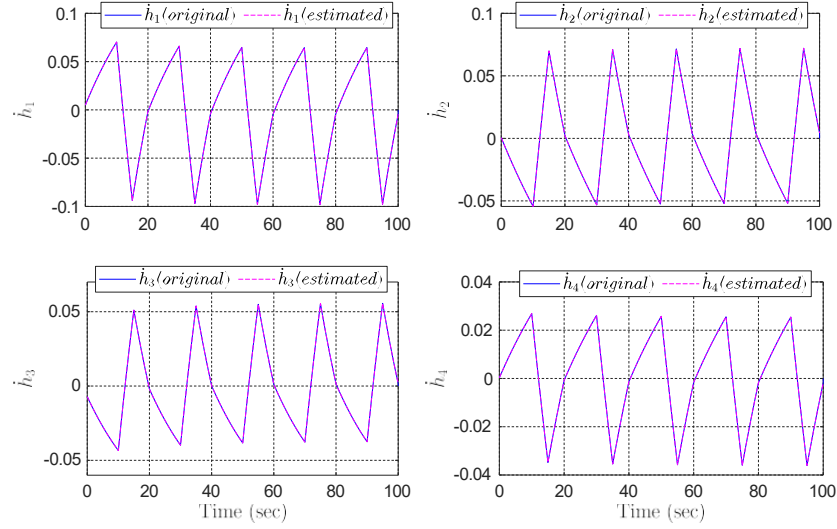 ḣ₁(original) ḣ₁(estimated)
0.1
0.05
0
-0.05
-0.1
ḣ₁
0 20 40 60 80 100
ḣ₂(original) ḣ₂(estimated)
0.1
0.05
0
-0.05
ḣ₂
0 20 40 60 80 100
ḣ₃(original) ḣ₃(estimated)
0.05
0
-0.05
ḣ₃
0 20 40 60 80 100
Time (sec)
ḣ₄(original) ḣ₄(estimated)
0.04
0.02
0
-0.02
-0.04
ḣ₄
0 20 40 60 80 100
Time (sec)